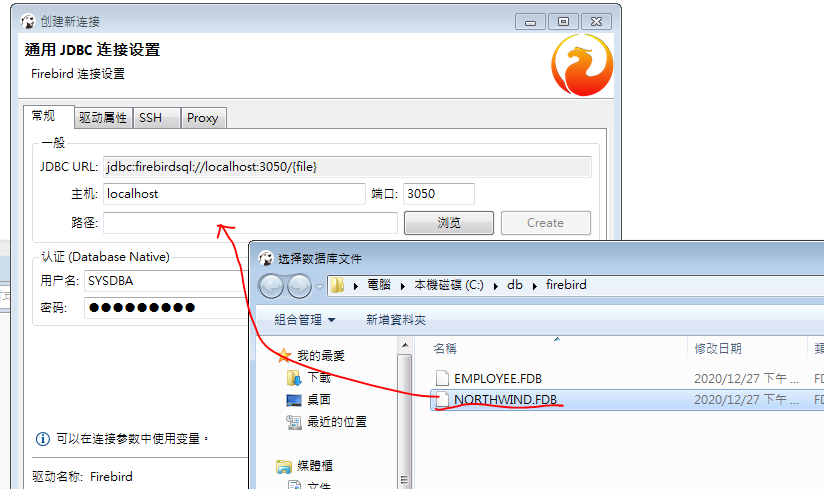 创建新连接
通用 JDBC 连接设置
Firebird 连接设置
常规 驱动属性 SSH Proxy
一般
JDBC URL: jdbc:firebirdsql://localhost:3050/{file}
主机: localhost 端口: 3050
路径: 浏览 Create
认证 (Database Native)
用户名: SYSDBA
密码: ●●●●●●●●●
可以在连接参数中使用变量。
驱动名称: Firebird
选择数据库文件
電腦 本機磁碟 (C:) db firebird
組合管理 新增資料夾
我的最愛
下載
桌面
最近的位置
媒體櫃
文件
名稱 修改日期 類
EMPLOYEE.FDB 2020/12/27 下午 ... FD
NORTHWIND.FDB 2020/12/27 下午 ... FD